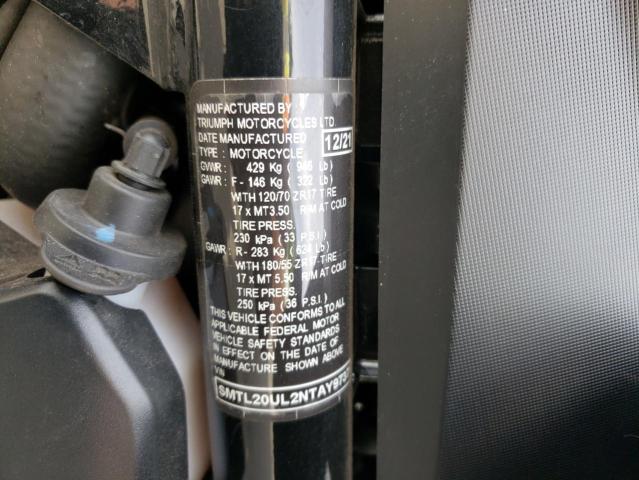 MANUFACTURED BY
TRIUMPH MOTORCYCLES LTD
DATE MANUFACTURED 12/21
TYPE : MOTORCYCLE
GVWR: 429 Kg ( 946 Lb)
GAWR: F - 146 Kg ( 322 Lb)
WITH 120/70 ZR17 TIRE
17 x MT3.50 RIM AT COLD
TIRE PRESS.
230 kPa ( 33 P.S.I.)
GAWR: R - 283 Kg ( 624 Lb)
WITH 180/55 ZR17 TIRE
17 x MT 5.50 RIM AT COLD
TIRE PRESS.
250 kPa ( 36 P.S.I.)
THIS VEHICLE CONFORMS TO ALL
APPLICABLE FEDERAL MOTOR
VEHICLE SAFETY STANDARDS
IN EFFECT ON THE DATE OF
MANUFACTURE SHOWN ABOVE
VIN